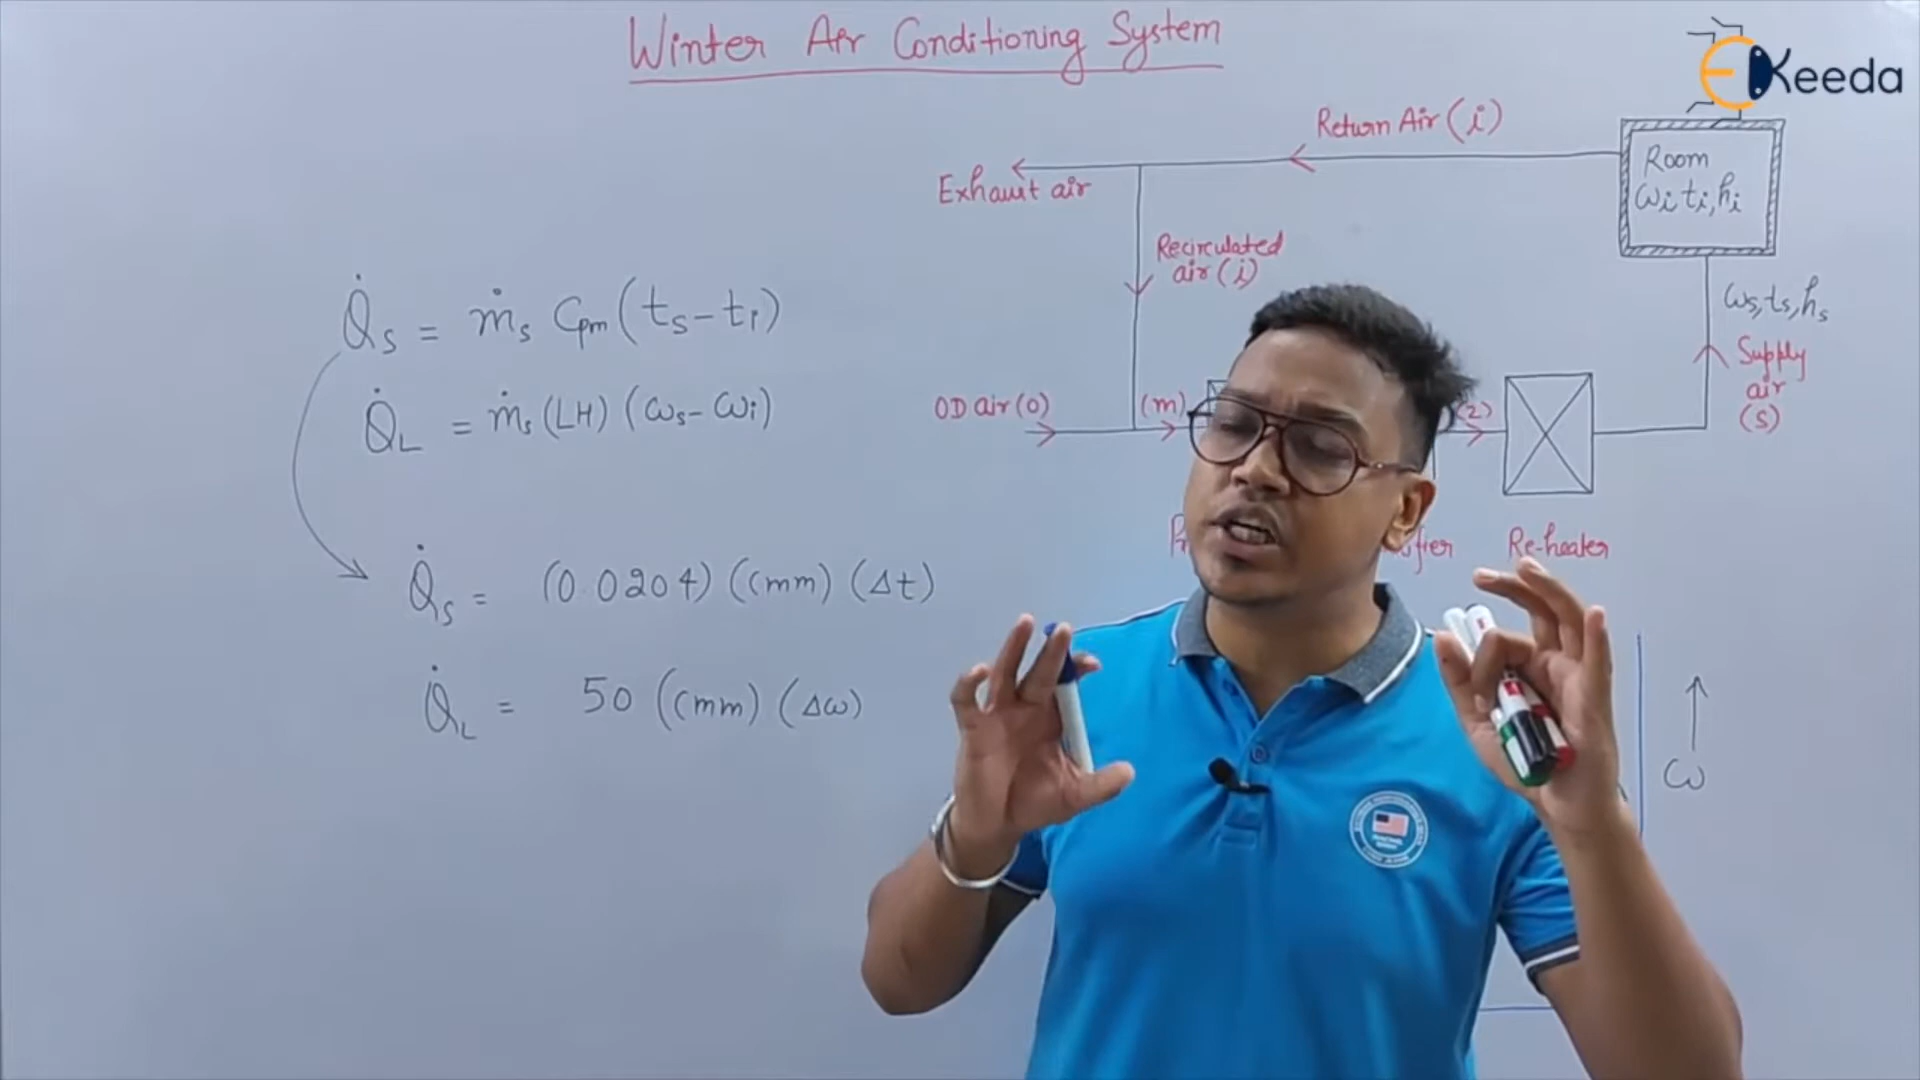 Winter Air Conditioning System
EKeeda
Return Air (i)
Exhaust air
Room
ωi ti, hi
Recirculated
air (i)
ωs, ts, hs
Supply
air
(S)
OD air (0)
(m)
(2)
Re-heater
Q̇s = ṁs Cpm (ts – ti)
Q̇L = ṁs (LH) (ωs – ωi)
Q̇s = (0.0204) (cmm) (Δt)
Q̇L = 50 (cmm) (Δω)
ω